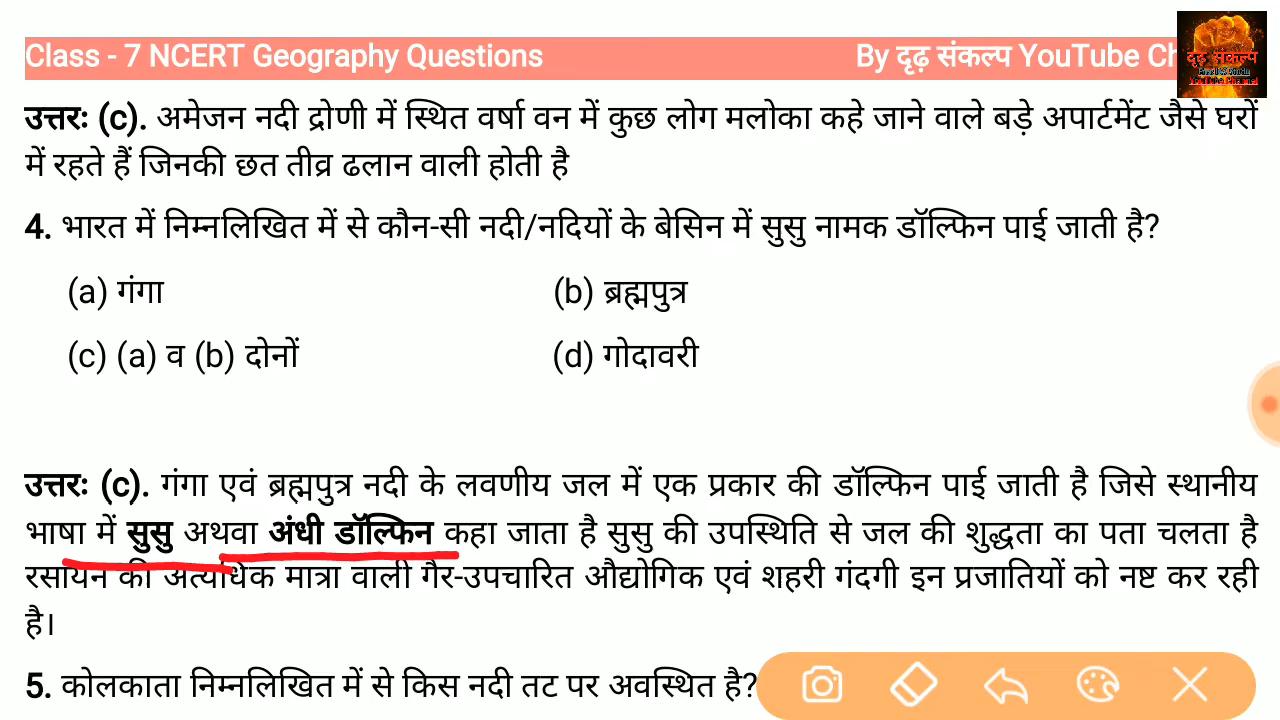 Class - 7 NCERT Geography Questions By दृढ़ संकल्प YouTube Ch
दृढ़ संकल्प
YouTube Channel
उत्तरः (c). अमेजन नदी द्रोणी में स्थित वर्षा वन में कुछ लोग मलोका कहे जाने वाले बड़े अपार्टमेंट जैसे घरों
में रहते हैं जिनकी छत तीव्र ढलान वाली होती है
4. भारत में निम्नलिखित में से कौन-सी नदी/नदियों के बेसिन में सुसु नामक डॉल्फिन पाई जाती है?
(a) गंगा (b) ब्रह्मपुत्र
(c) (a) व (b) दोनों (d) गोदावरी
उत्तरः (c). गंगा एवं ब्रह्मपुत्र नदी के लवणीय जल में एक प्रकार की डॉल्फिन पाई जाती है जिसे स्थानीय
भाषा में सुसु अथवा अंधी डॉल्फिन कहा जाता है सुसु की उपस्थिति से जल की शुद्धता का पता चलता है
रसायन की अत्यधिक मात्रा वाली गैर-उपचारित औद्योगिक एवं शहरी गंदगी इन प्रजातियों को नष्ट कर रही
है।
5. कोलकाता निम्नलिखित में से किस नदी तट पर अवस्थित है?